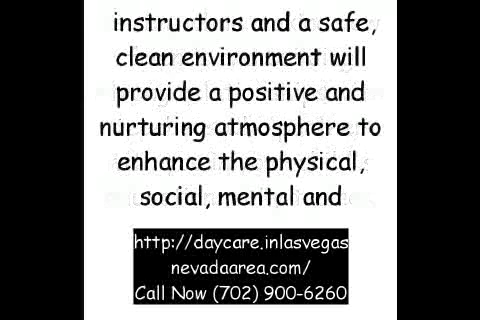 instructors and a safe,
clean environment will
provide a positive and
nurturing atmosphere to
enhance the physical,
social, mental and
http://daycare.inlasvegas
nevadaarea.com/
Call Now (702) 900-6260